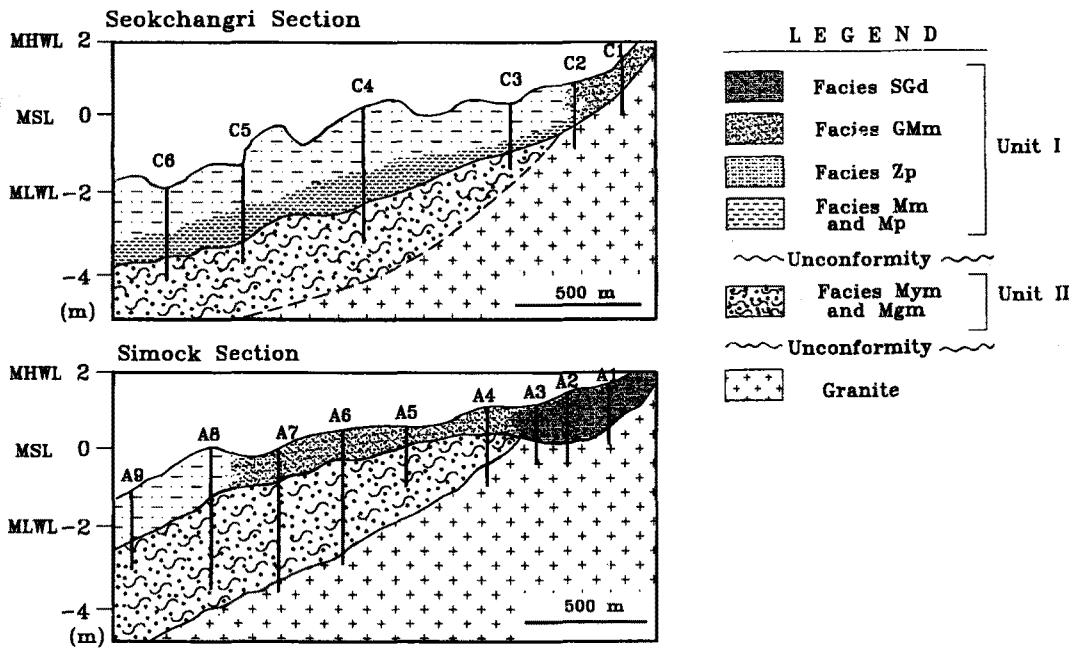 Seokchangri Section
MHWL 2
MSL 0
MLWL -2
-4
(m)
C1
C2
C3
C4
C5
C6
500 m
Simock Section
MHWL 2
MSL 0
MLWL -2
-4
(m)
A1
A2
A3
A4
A5
A6
A7
A8
A9
500 m
LEGEND
Facies SGd
Facies GMm
Facies Zp
Facies Mm
and Mp
Unit I
Unconformity
Facies Mym
and Mgm
Unit II
Unconformity
Granite